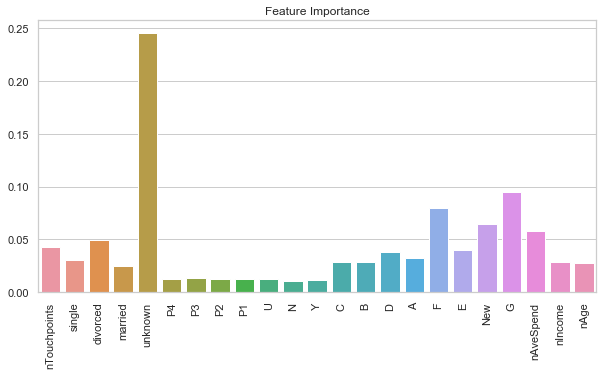 Feature Importance
0.25
0.20
0.15
0.10
0.05
0.00
nTouchpoints
single
divorced
married
unknown
P4
P3
P2
P1
U
N
Y
C
B
D
A
F
E
New
G
nAveSpend
nIncome
nAge